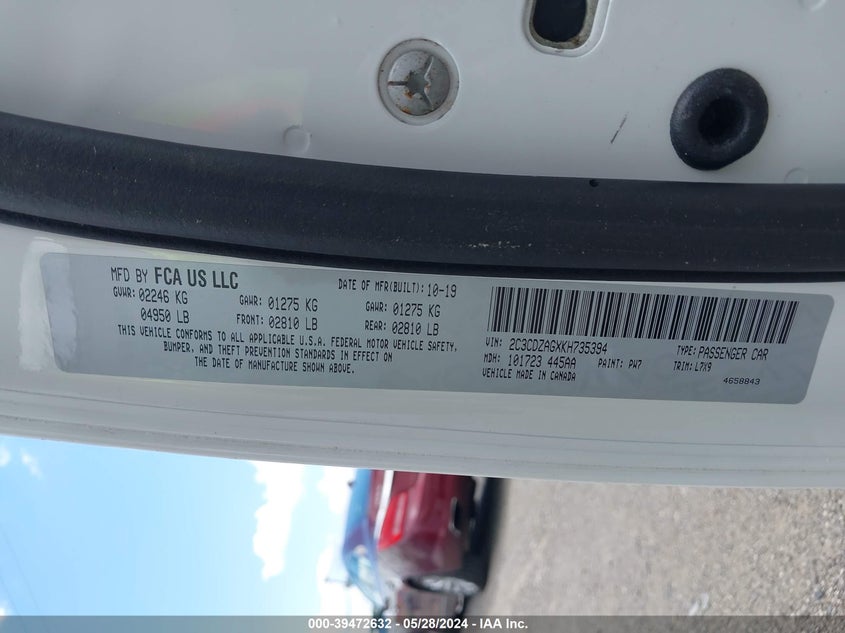 MFD BY FCA US LLC DATE OF MFR(BUILT): 10-19
GVWR: 02246 KG GAWR: 01275 KG GAWR: 01275 KG
04950 LB FRONT: 02810 LB REAR: 02810 LB
THIS VEHICLE CONFORMS TO ALL APPLICABLE U.S.A. FEDERAL MOTOR VEHICLE SAFETY,
BUMPER, AND THEFT PREVENTION STANDARDS IN EFFECT ON
THE DATE OF MANUFACTURE SHOWN ABOVE.
VIN: 2C3CDZAGXKH735394 TYPE: PASSENGER CAR
MDH: 101723 445AA PAINT: PW7 TRIM: L7X9
VEHICLE MADE IN CANADA 4658843
000-39472632 - 05/28/2024 - IAA Inc.